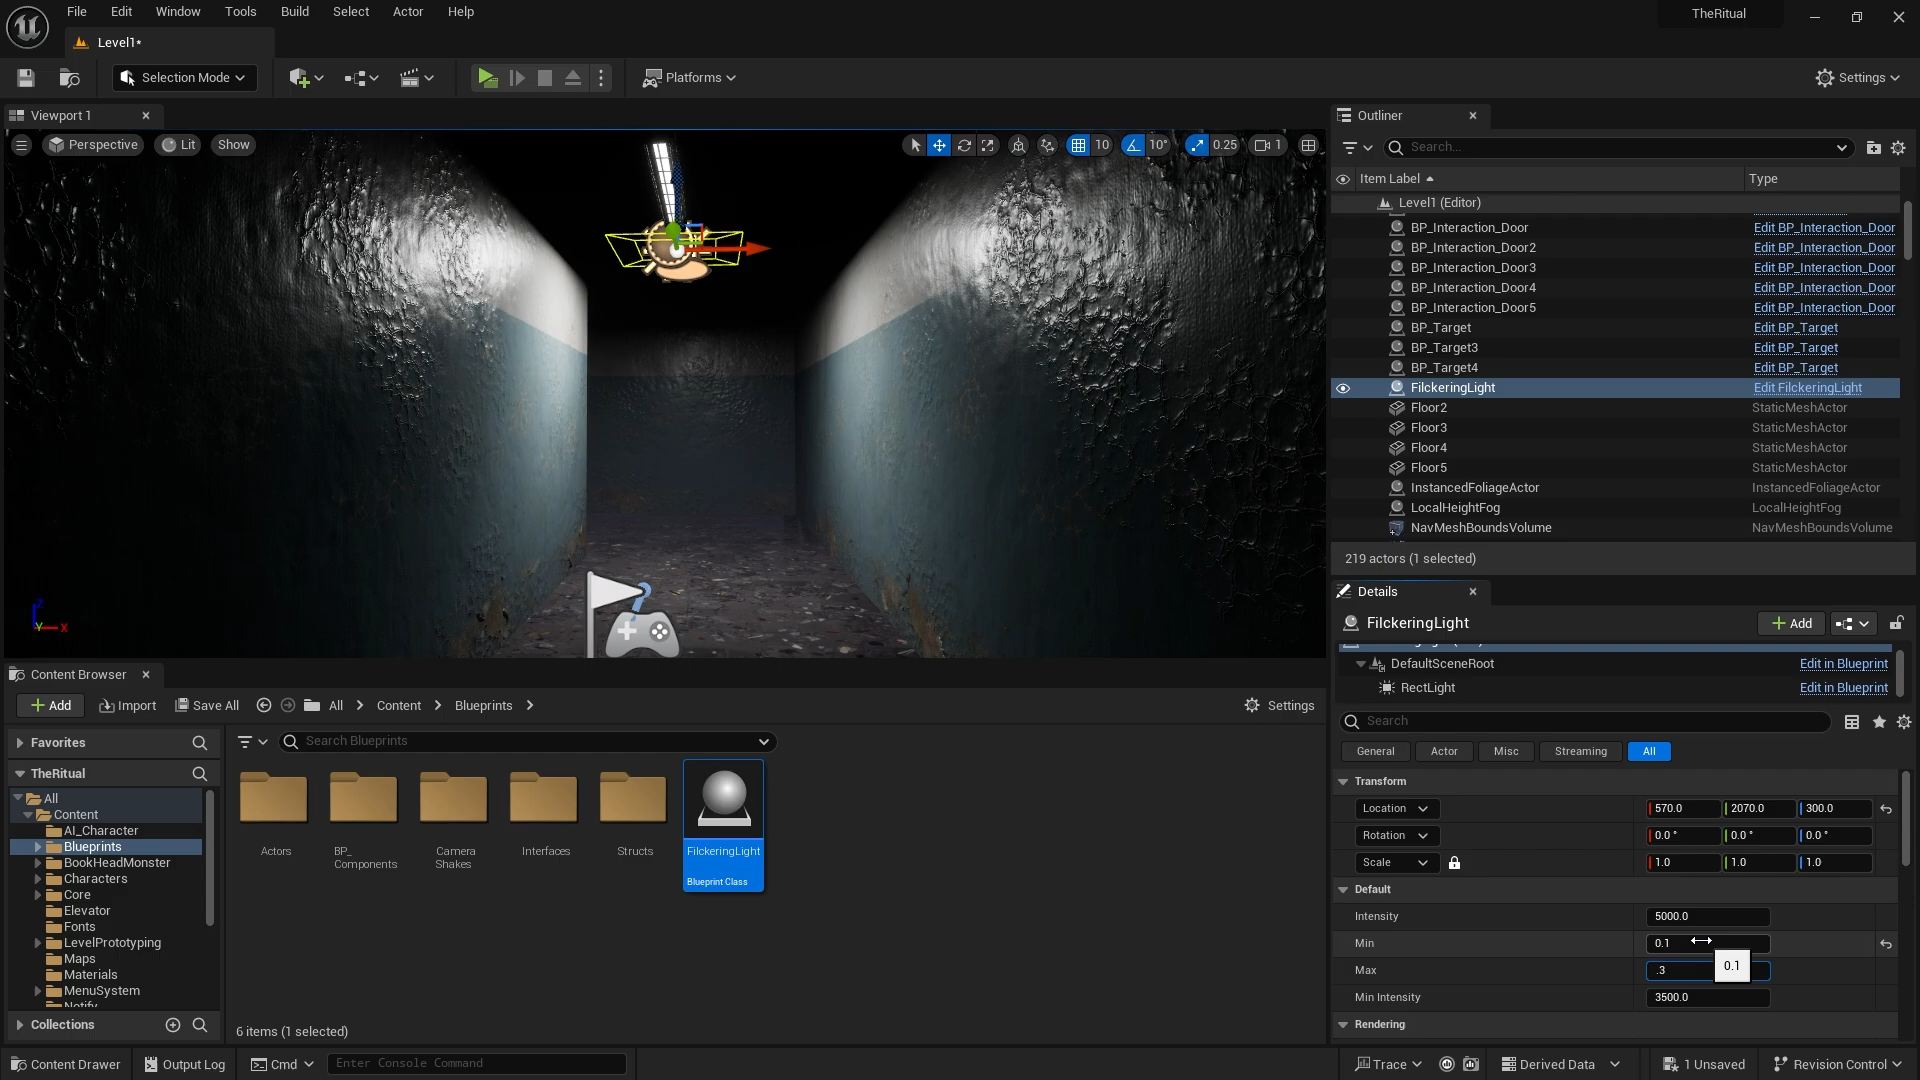 File Edit Window Tools Build Select Actor Help
TheRitual
Level1*
Selection Mode
Platforms
Settings
Viewport 1
Perspective Lit Show
10 10° 0.25 1
Outliner
Search...
Item Label Type
Level1 (Editor)
BP_Interaction_Door Edit BP_Interaction_Door
BP_Interaction_Door2 Edit BP_Interaction_Door
BP_Interaction_Door3 Edit BP_Interaction_Door
BP_Interaction_Door4 Edit BP_Interaction_Door
BP_Interaction_Door5 Edit BP_Interaction_Door
BP_Target Edit BP_Target
BP_Target3 Edit BP_Target
BP_Target4 Edit BP_Target
FilckeringLight Edit FilckeringLight
Floor2 StaticMeshActor
Floor3 StaticMeshActor
Floor4 StaticMeshActor
Floor5 StaticMeshActor
InstancedFoliageActor InstancedFoliageActor
LocalHeightFog LocalHeightFog
NavMeshBoundsVolume NavMeshBoundsVolume
219 actors (1 selected)
Details
FilckeringLight
Add
DefaultSceneRoot Edit in Blueprint
RectLight Edit in Blueprint
Search
General Actor Misc Streaming All
Transform
Location 570.0 2070.0 300.0
Rotation 0.0 ° 0.0 ° 0.0 °
Scale 1.0 1.0 1.0
Default
Intensity 5000.0
Min 0.1
Max .3
0.1
Min Intensity 3500.0
Rendering
Z
Y X
Content Browser
Add Import Save All All Content Blueprints Settings
Favorites
TheRitual
All
Content
AI_Character
Blueprints
BookHeadMonster
Characters
Core
Elevator
Fonts
LevelPrototyping
Maps
Materials
MenuSystem
Notify
Collections
Search Blueprints
Actors
BP_
Components
Camera
Shakes
Interfaces
Structs
FilckeringLight
Blueprint Class
6 items (1 selected)
Content Drawer Output Log Cmd Enter Console Command Trace Derived Data 1 Unsaved Revision Control